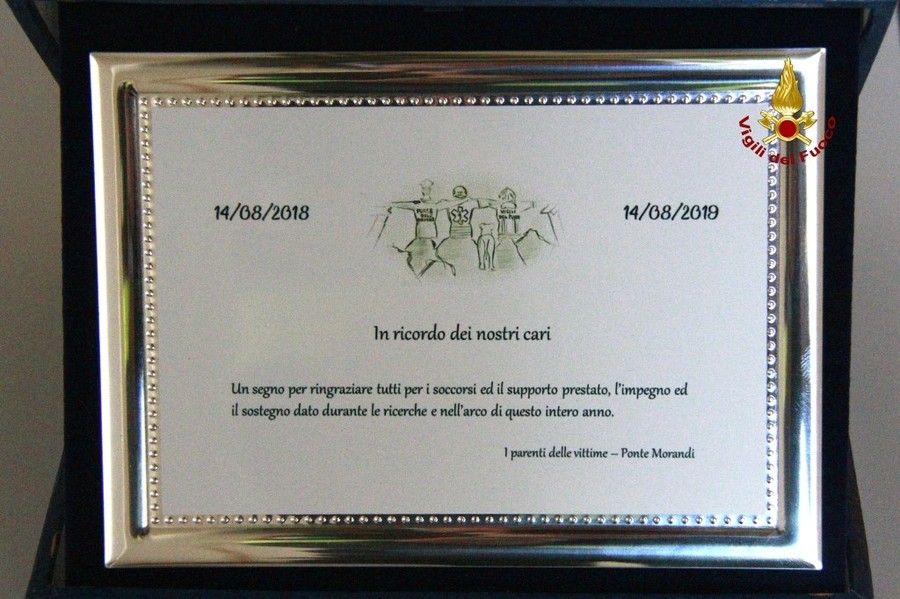 Vigili del Fuoco
14/08/2018
14/08/2019
In ricordo dei nostri cari
Un segno per ringraziare tutti per i soccorsi ed il supporto prestato, l'impegno ed
il sostegno dato durante le ricerche e nell'arco di questo intero anno.
I parenti delle vittime – Ponte Morandi